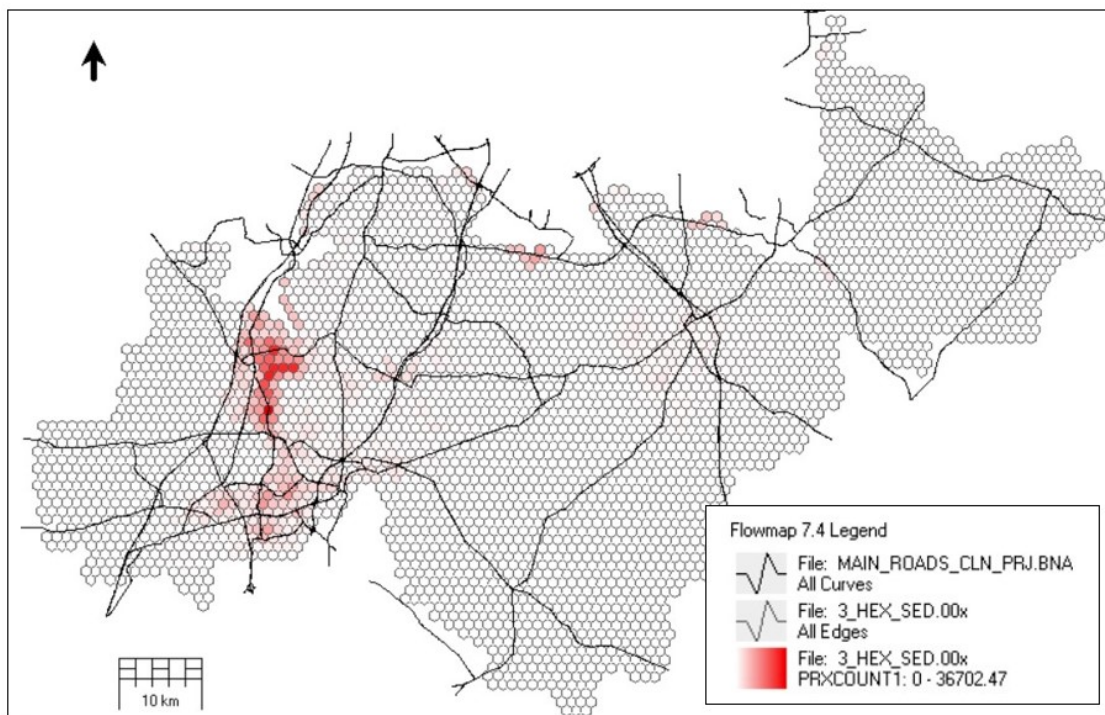 Flowmap 7.4 Legend
File: MAIN_ROADS_CLN_PRJ.BNA
All Curves
File: 3_HEX_SED.00x
All Edges
File: 3_HEX_SED.00x
PRXCOUNT1: 0 - 36702.47
10 km